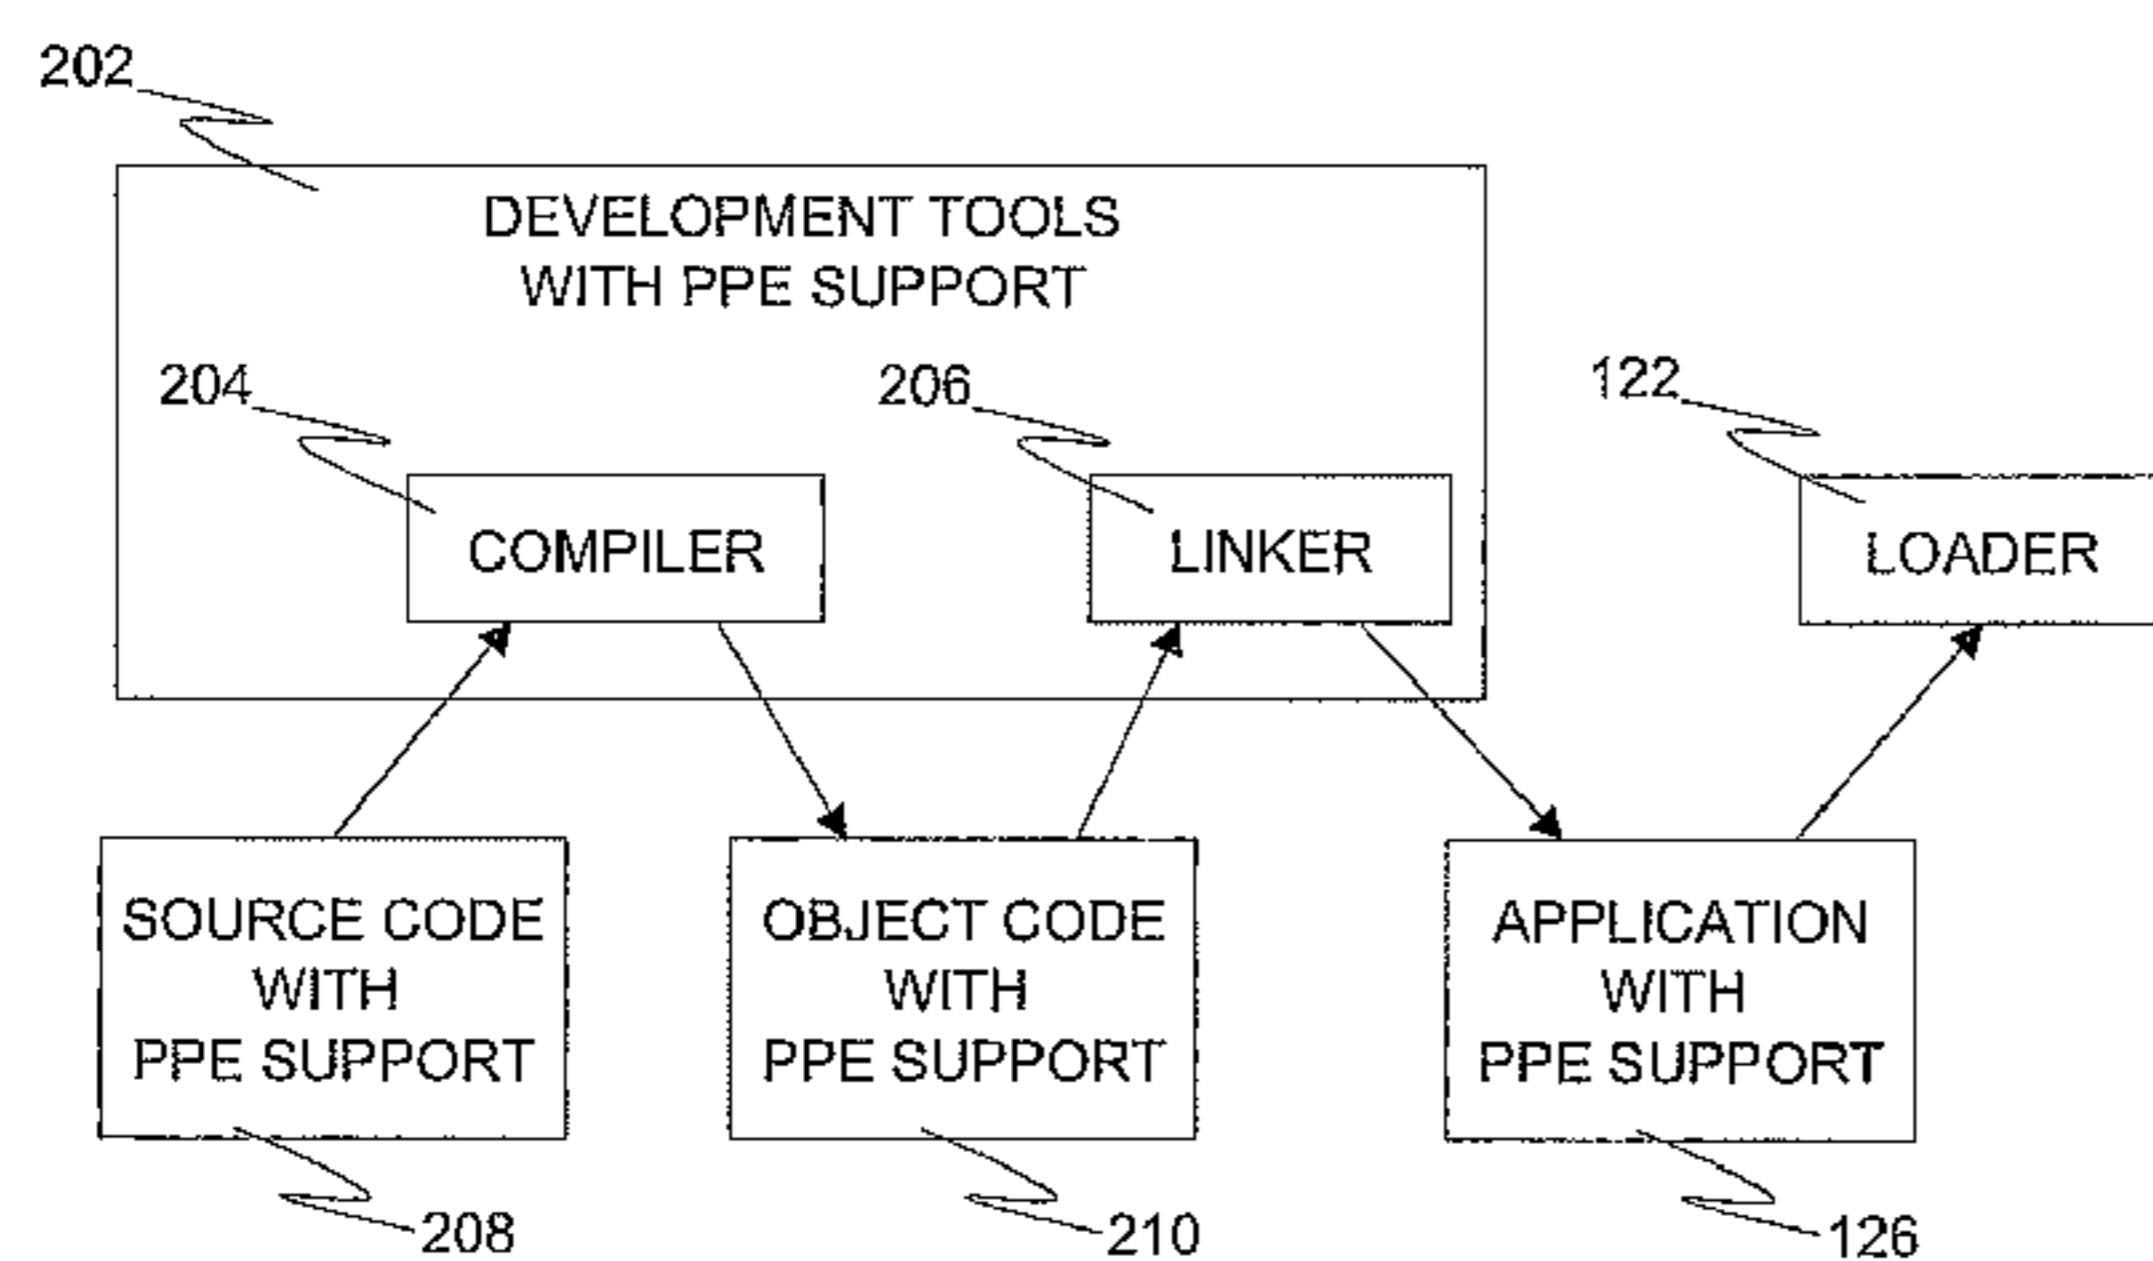 202
DEVELOPMENT TOOLS
WITH PPE SUPPORT
204
206
122
COMPILER
LINKER
LOADER
SOURCE CODE
WITH
PPE SUPPORT
OBJECT CODE
WITH
PPE SUPPORT
APPLICATION
WITH
PPE SUPPORT
208
210
126